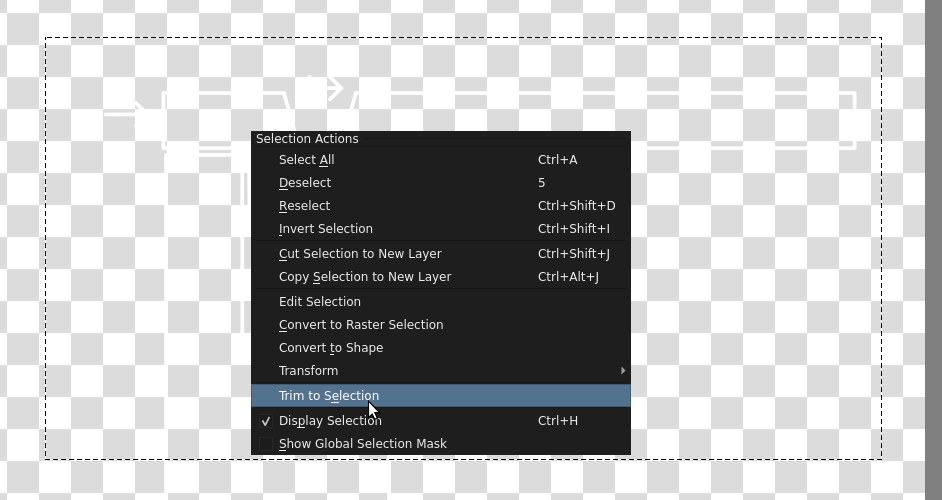 Selection Actions
Select All Ctrl+A
Deselect 5
Reselect Ctrl+Shift+D
Invert Selection Ctrl+Shift+I
Cut Selection to New Layer Ctrl+Shift+J
Copy Selection to New Layer Ctrl+Alt+J
Edit Selection
Convert to Raster Selection
Convert to Shape
Transform
Trim to Selection
Display Selection Ctrl+H
Show Global Selection Mask